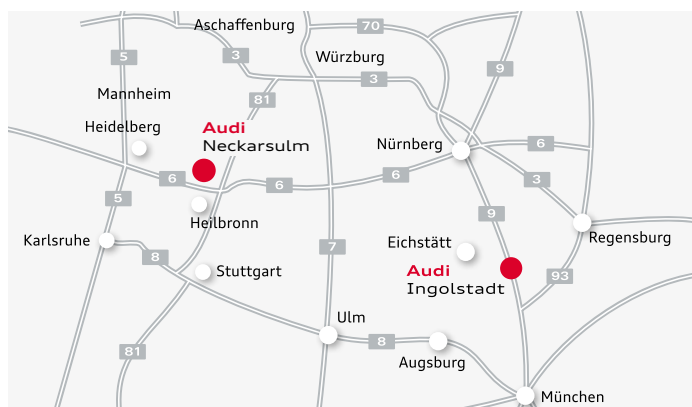 Aschaffenburg
70
5
3
Würzburg
9
3
Mannheim
81
Heidelberg
Audi
Neckarsulm
Nürnberg
6
6
6
6
3
5
Heilbronn
9
Karlsruhe
Eichstätt
Regensburg
7
8
Stuttgart
Audi
Ingolstadt
93
Ulm
81
8
Augsburg
München